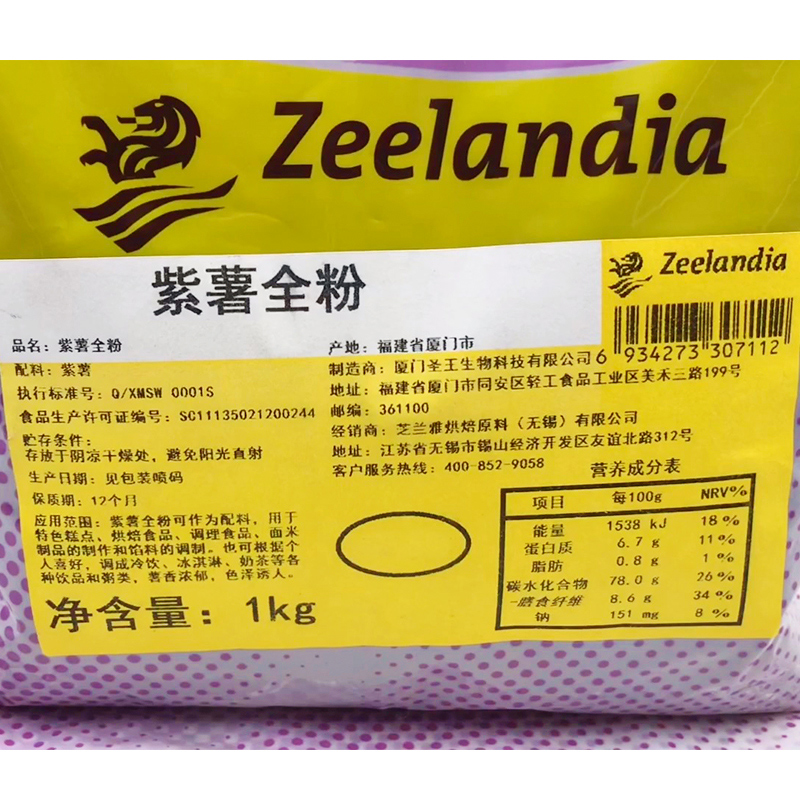 Zeelandia
Zeelandia
紫薯全粉
6 934273 307112
品名：紫薯全粉
配料：紫薯
执行标准号：Q/XMSW 0001S
食品生产许可证编号：SC11135021200244
贮存条件：
存放于阴凉干燥处，避免阳光直射
生产日期：见包装喷码
保质期：12个月
应用范围：紫薯全粉可作为配料，用于
特色糕点、烘焙食品、调理食品、面米
制品的制作和馅料的调制。也可根据个
人喜好，调成冷饮、冰淇淋、奶茶等各
种饮品和粥类，薯香浓郁，色泽诱人。
净含量：1kg
产地：福建省厦门市
制造商：厦门圣王生物科技有限公司
地址：福建省厦门市同安区轻工食品工业区美禾三路199号
邮编：361100
经销商：芝兰雅烘焙原料（无锡）有限公司
地址：江苏省无锡市锡山经济开发区友谊北路312号
客户服务热线：400-852-9058
营养成分表
项目 每100g NRV%
能量 1538 kJ 18 %
蛋白质 6.7 g 11 %
脂肪 0.8 g 1 %
碳水化合物 78.0 g 26 %
-膳食纤维 8.6 g 34 %
钠 151 mg 8 %